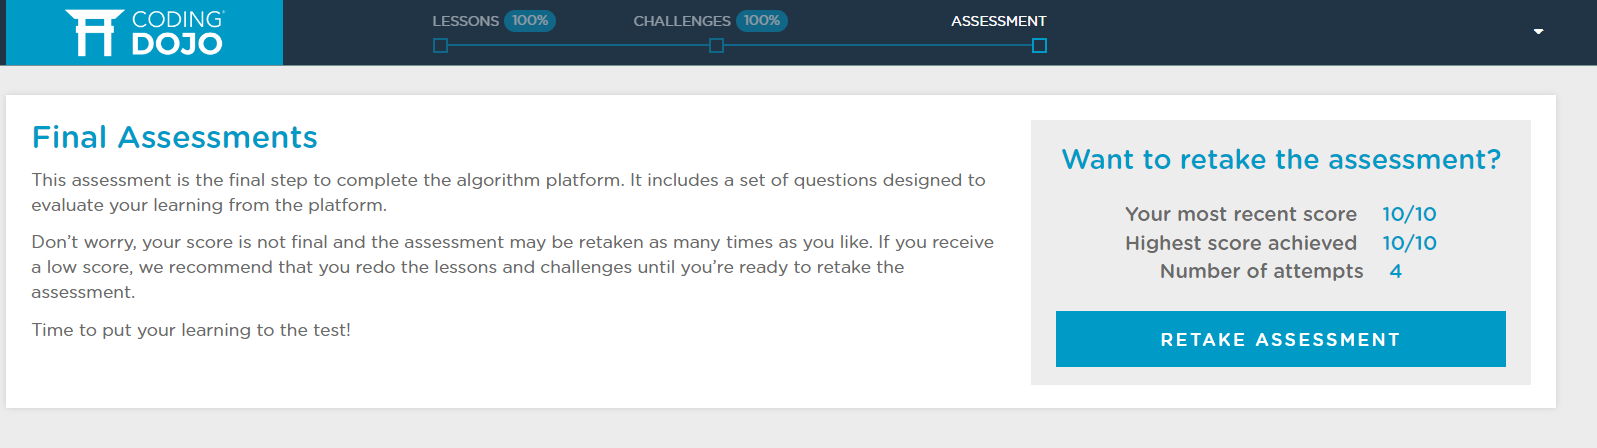 CODING
DOJO
LESSONS 100%
CHALLENGES 100%
ASSESSMENT
Final Assessments
This assessment is the final step to complete the algorithm platform. It includes a set of questions designed to
evaluate your learning from the platform.
Don't worry, your score is not final and the assessment may be retaken as many times as you like. If you receive
a low score, we recommend that you redo the lessons and challenges until you're ready to retake the
assessment.
Time to put your learning to the test!
Want to retake the assessment?
Your most recent score 10/10
Highest score achieved 10/10
Number of attempts 4
RETAKE ASSESSMENT